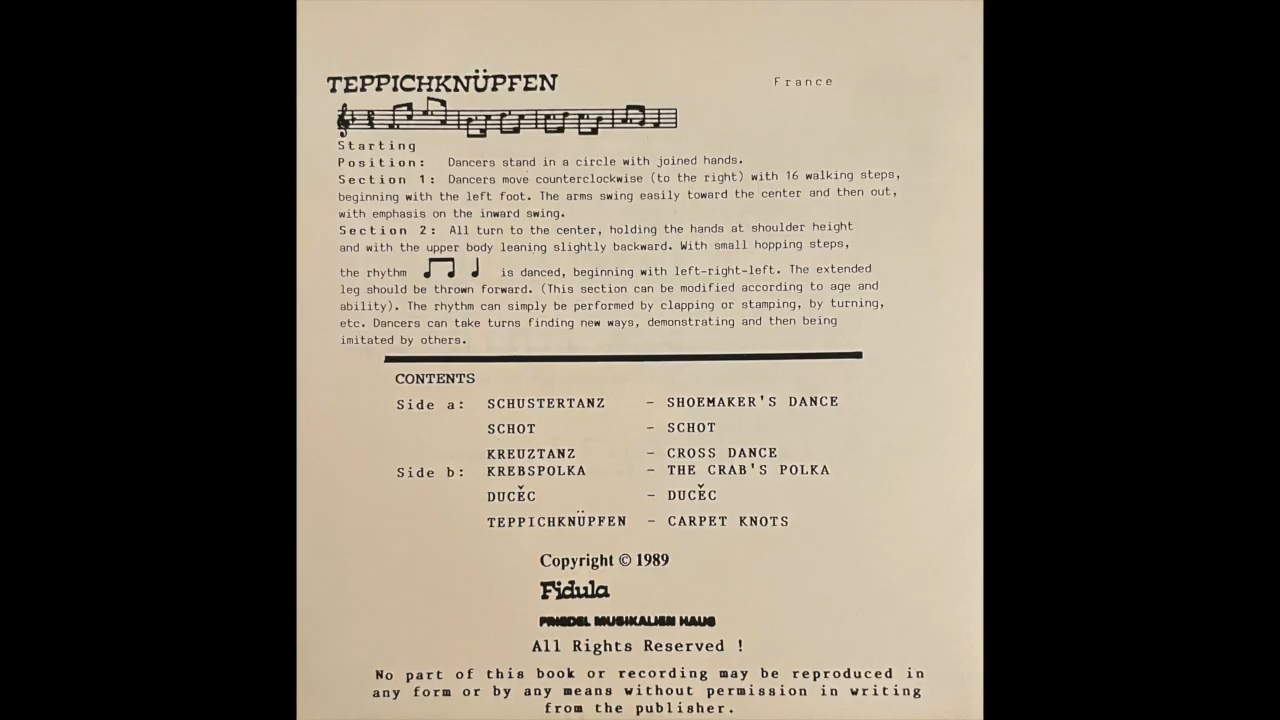 TEPPICHKNÜPFEN France
Starting
Position: Dancers stand in a circle with joined hands.
Section 1: Dancers move counterclockwise (to the right) with 16 walking steps,
beginning with the left foot. The arms swing easily toward the center and then out,
with emphasis on the inward swing.
Section 2: All turn to the center, holding the hands at shoulder height
and with the upper body leaning slightly backward. With small hopping steps,
the rhythm is danced, beginning with left-right-left. The extended
leg should be thrown forward. (This section can be modified according to age and
ability). The rhythm can simply be performed by clapping or stamping, by turning,
etc. Dancers can take turns finding new ways, demonstrating and then being
imitated by others.
CONTENTS
Side a: SCHUSTERTANZ - SHOEMAKER'S DANCE
SCHOT - SCHOT
KREUZTANZ - CROSS DANCE
Side b: KREBSPOLKA - THE CRAB'S POLKA
DUCĚC - DUCĚC
TEPPICHKNÜPFEN - CARPET KNOTS
Copyright © 1989
Fidula
FRIEDEL MUSIKALIEN HAUS
All Rights Reserved !
No part of this book or recording may be reproduced in
any form or by any means without permission in writing
from the publisher.